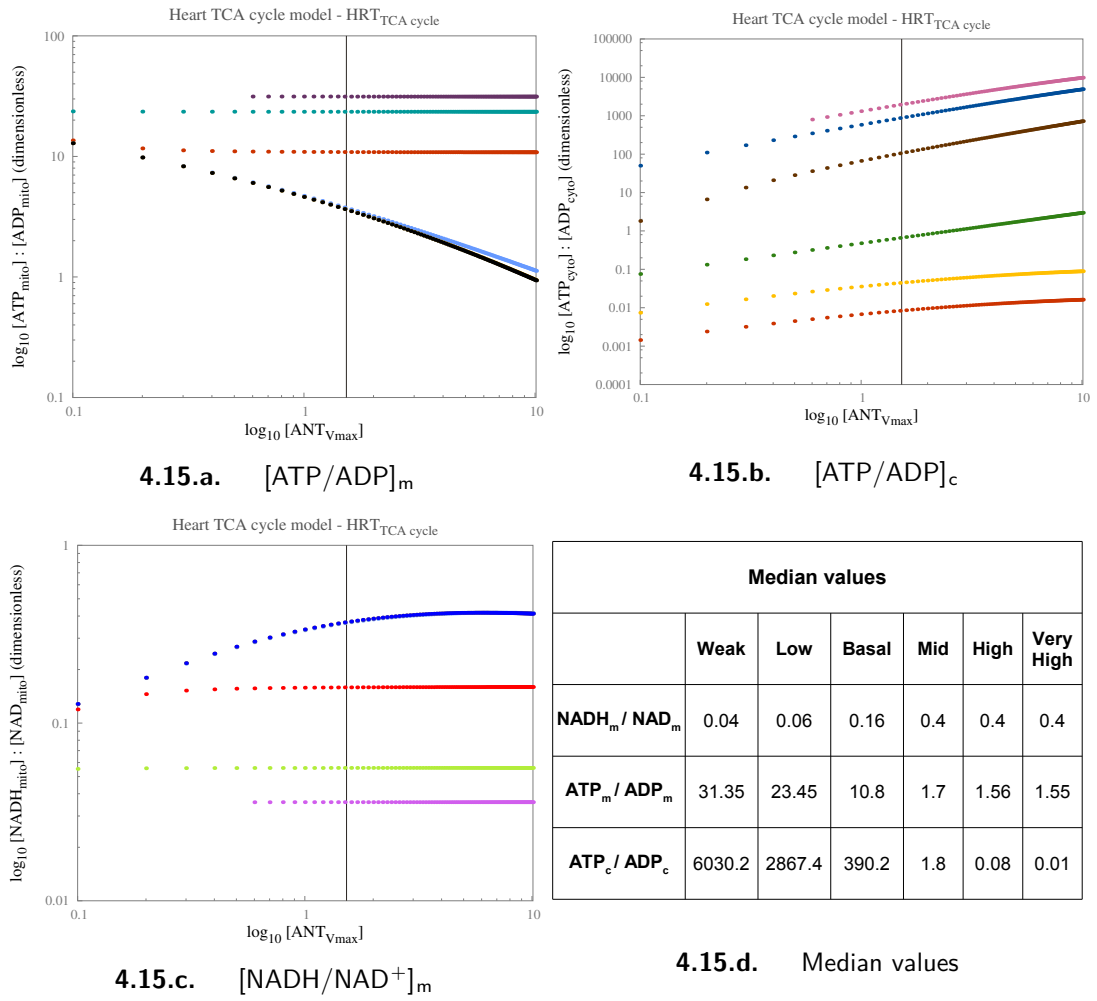 Heart TCA cycle model - HRT_TCA cycle
log10 [ATP_mito] : [ADP_mito] (dimensionless)
100
10
1
0.1
0.1
1
10
log10 [ANT_Vmax]
4.15.a. [ATP/ADP]m
Heart TCA cycle model - HRT_TCA cycle
log10 [ATP_cyto] : [ADP_cyto] (dimensionless)
100000
10000
1000
100
10
1
0.1
0.01
0.001
0.0001
0.1
1
10
log10 [ANT_Vmax]
4.15.b. [ATP/ADP]c
Heart TCA cycle model - HRT_TCA cycle
log10 [NADH_mito] : [NAD_mito] (dimensionless)
1
0.1
0.01
0.1
1
10
log10 [ANT_Vmax]
4.15.c. [NADH/NAD+]m
Median values
Weak Low Basal Mid High Very High
NADHm / NADm 0.04 0.06 0.16 0.4 0.4 0.4
ATPm / ADPm 31.35 23.45 10.8 1.7 1.56 1.55
ATPc / ADPc 6030.2 2867.4 390.2 1.8 0.08 0.01
4.15.d. Median values